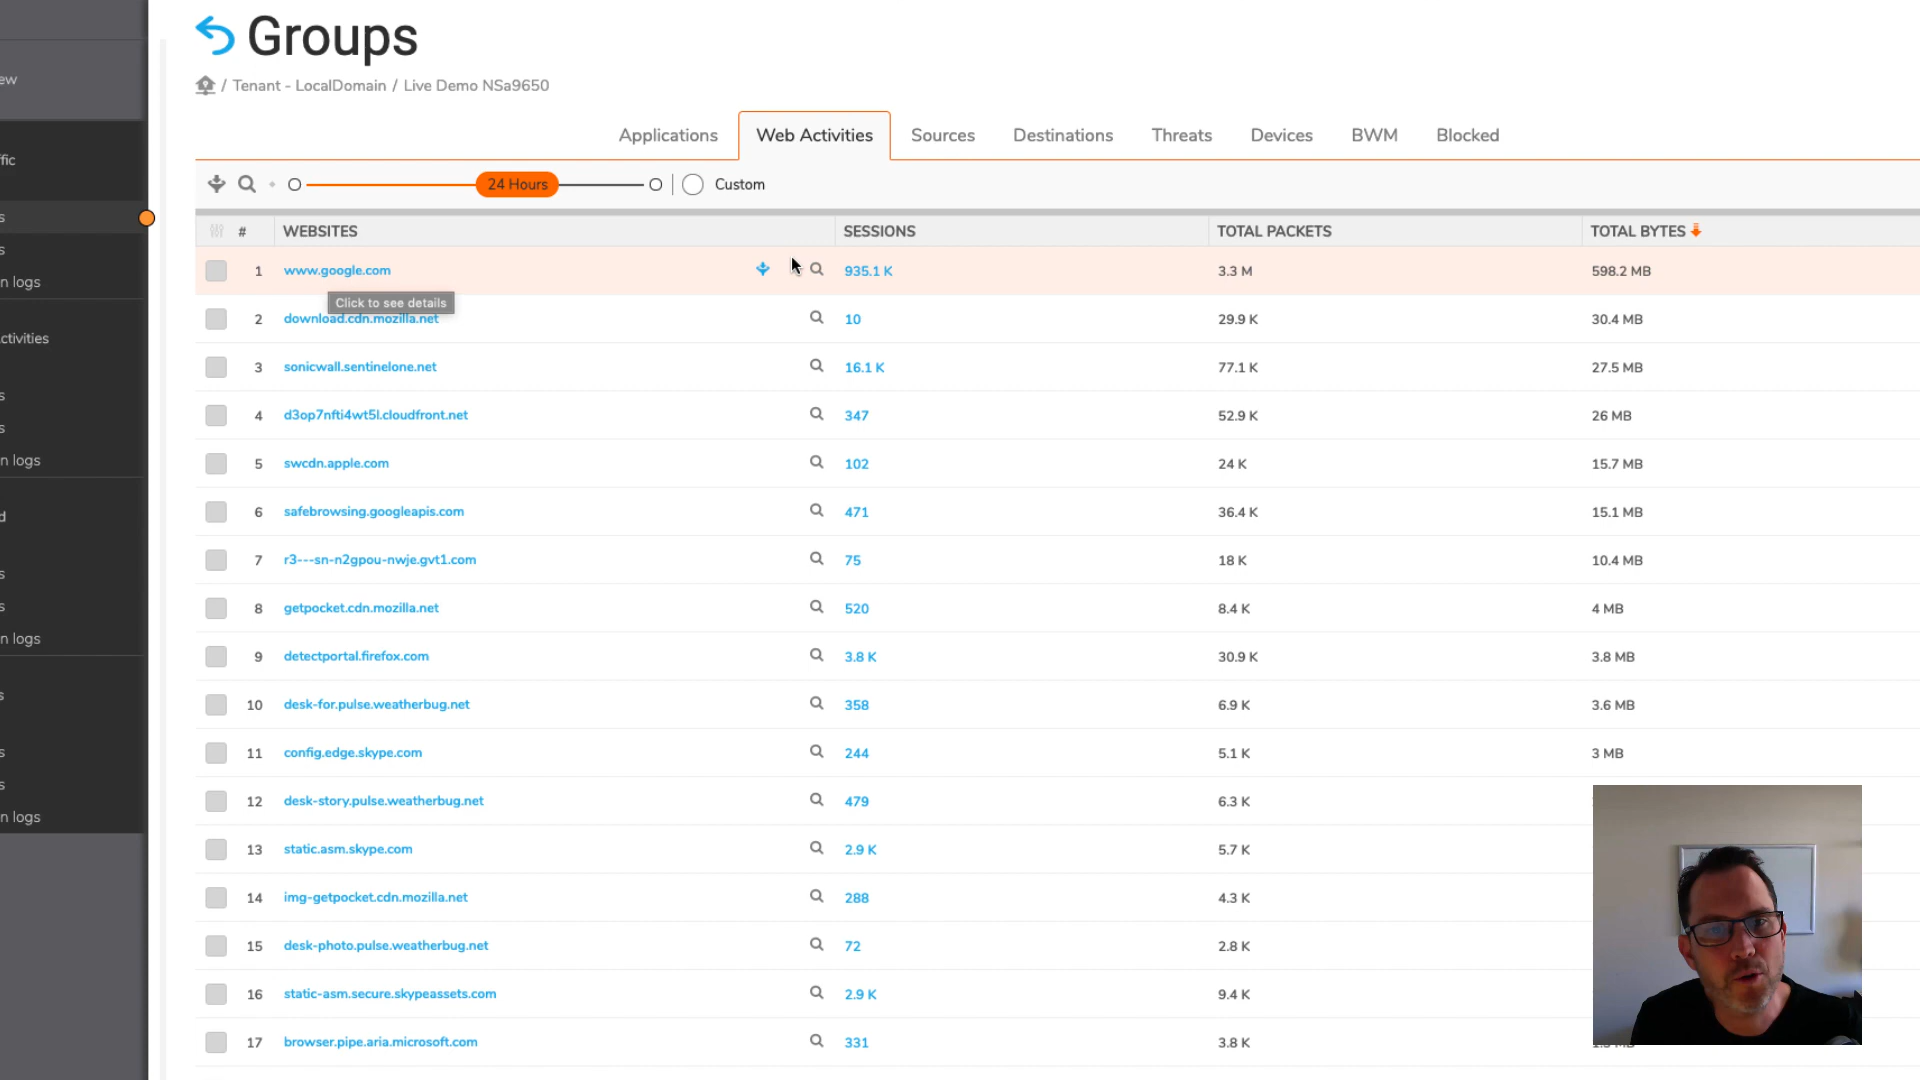 Groups
/ Tenant - LocalDomain / Live Demo NSa9650
Applications Web Activities Sources Destinations Threats Devices BWM Blocked
24 Hours Custom
# WEBSITES SESSIONS TOTAL PACKETS TOTAL BYTES
1 www.google.com 935.1 K 3.3 M 598.2 MB
Click to see details
2 download.cdn.mozilla.net 10 29.9 K 30.4 MB
3 sonicwall.sentinelone.net 16.1 K 77.1 K 27.5 MB
4 d3op7nfti4wt5l.cloudfront.net 347 52.9 K 26 MB
5 swcdn.apple.com 102 24 K 15.7 MB
6 safebrowsing.googleapis.com 471 36.4 K 15.1 MB
7 r3---sn-n2gpou-nwje.gvt1.com 75 18 K 10.4 MB
8 getpocket.cdn.mozilla.net 520 8.4 K 4 MB
9 detectportal.firefox.com 3.8 K 30.9 K 3.8 MB
10 desk-for.pulse.weatherbug.net 358 6.9 K 3.6 MB
11 config.edge.skype.com 244 5.1 K 3 MB
12 desk-story.pulse.weatherbug.net 479 6.3 K
13 static.asm.skype.com 2.9 K 5.7 K
14 img-getpocket.cdn.mozilla.net 288 4.3 K
15 desk-photo.pulse.weatherbug.net 72 2.8 K
16 static-asm.secure.skypeassets.com 2.9 K 9.4 K
17 browser.pipe.aria.microsoft.com 331 3.8 K
ew
fic
s
s
n logs
ctivities
s
s
n logs
d
s
s
n logs
s
s
s
n logs